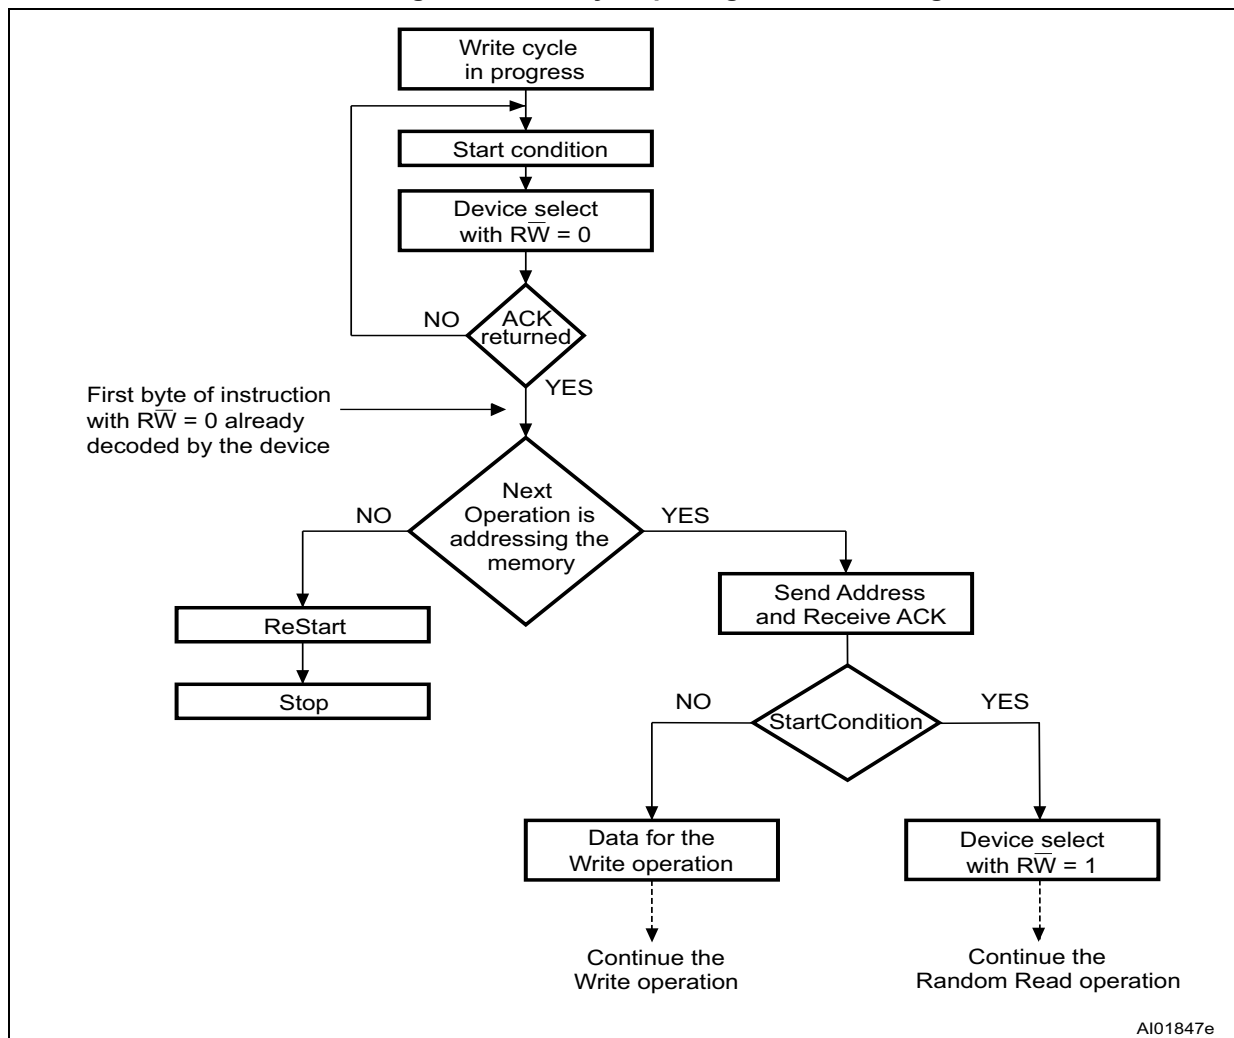 Write cycle
in progress
Start condition
Device select
with RW̅ = 0
NO
ACK
returned
YES
First byte of instruction
with RW̅ = 0 already
decoded by the device
NO
Next
Operation is
addressing the
memory
YES
ReStart
Stop
Send Address
and Receive ACK
NO
StartCondition
YES
Data for the
Write operation
Device select
with RW̅ = 1
Continue the
Write operation
Continue the
Random Read operation
AI01847e